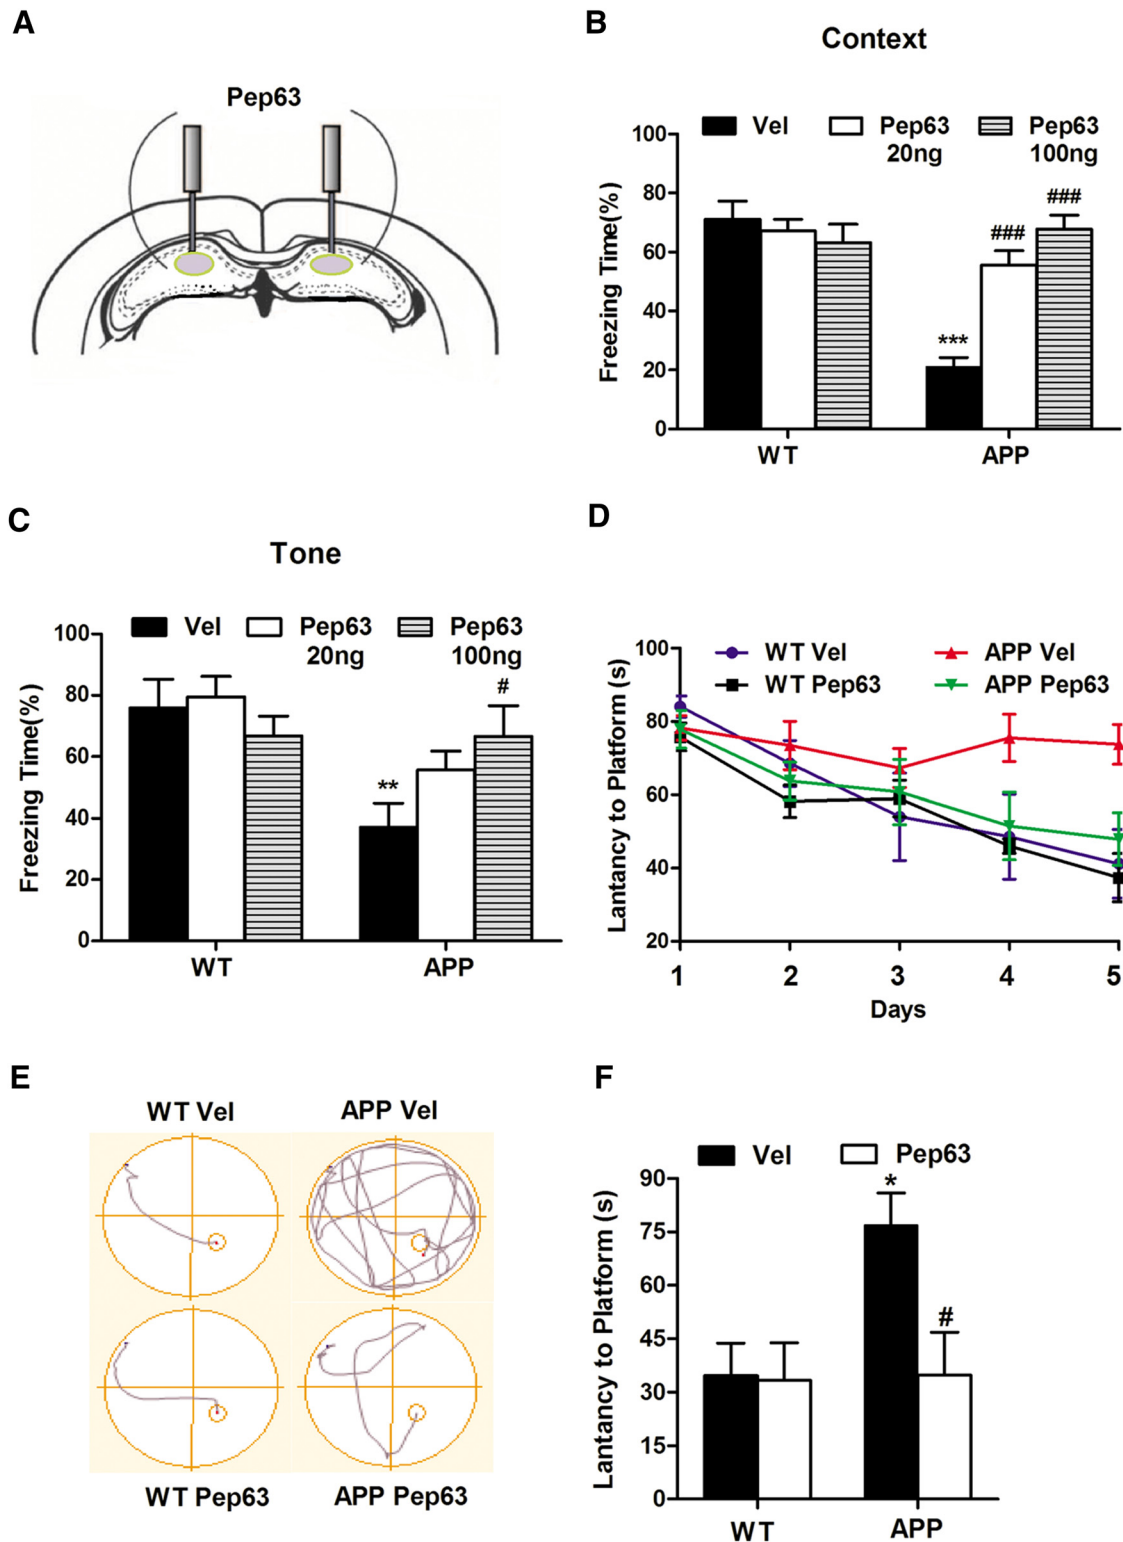 A
Pep63
B
Context
Vel
Pep63
20ng
Pep63
100ng
Freezing Time(%)
100
80
60
40
20
0
***
###
###
WT
APP
C
Tone
Vel
Pep63
20ng
Pep63
100ng
Freezing Time(%)
100
80
60
40
20
0
**
#
WT
APP
D
Lantancy to Platform (s)
100
80
60
40
20
WT Vel
APP Vel
WT Pep63
APP Pep63
1 2 3 4 5
Days
E
WT Vel
APP Vel
WT Pep63
APP Pep63
F
Vel
Pep63
Lantancy to Platform (s)
90
75
60
45
30
15
0
*
#
WT
APP